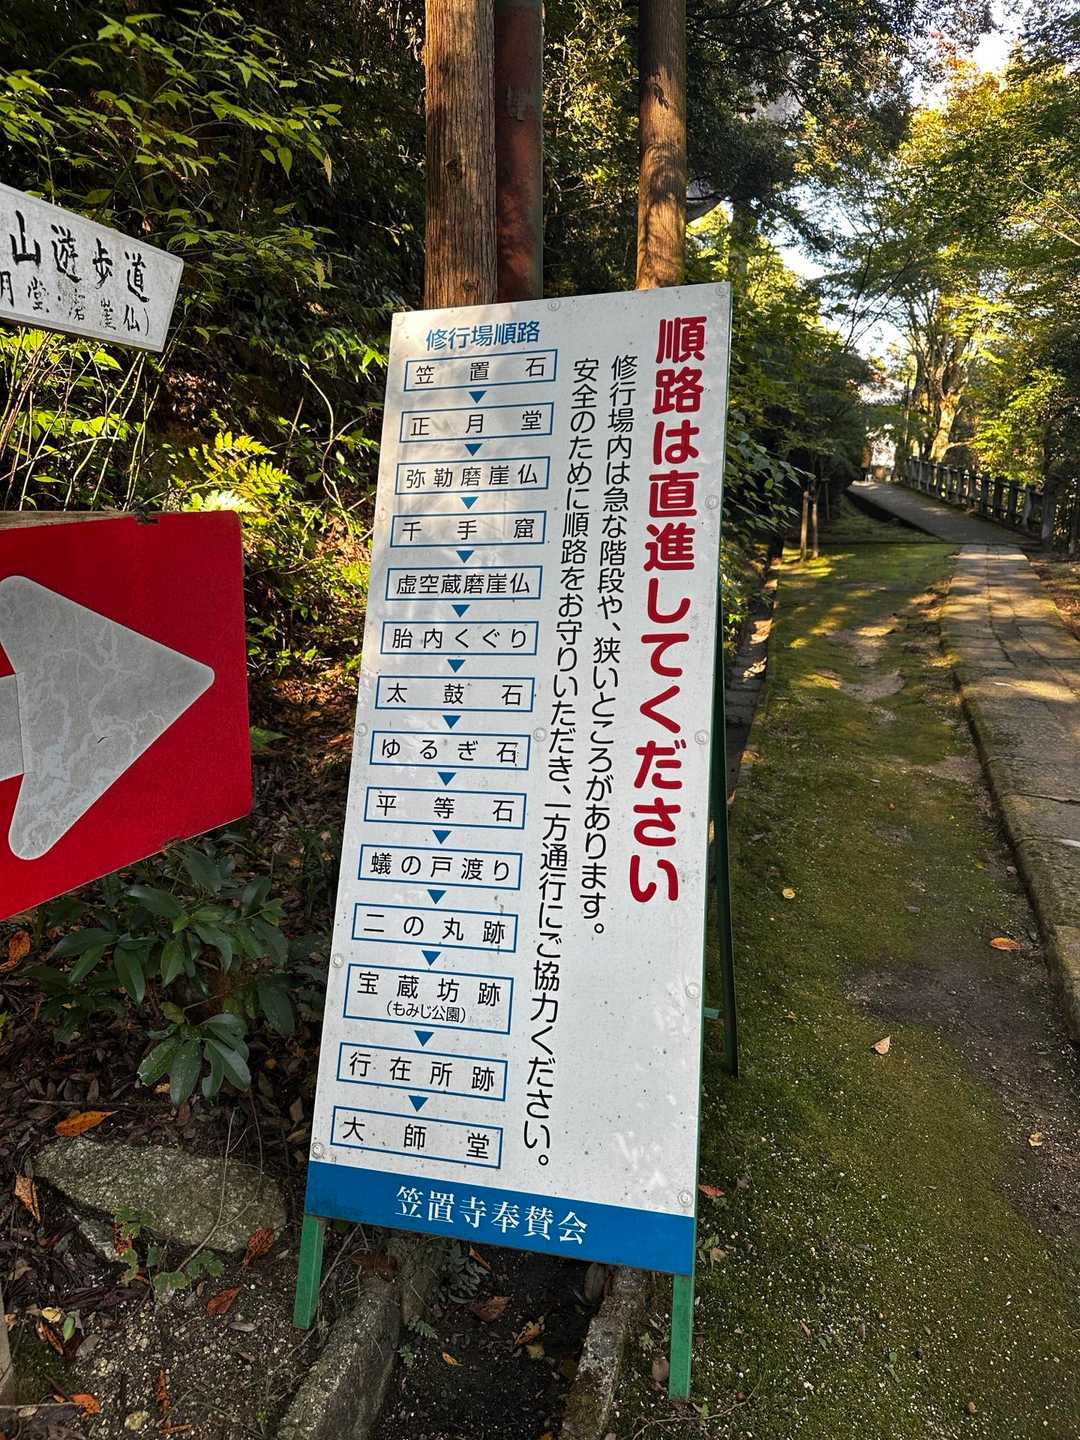 山遊歩道
月堂・磨崖仏)
順路は直進してください
修行場内は急な階段や、狭いところがあります。
安全のために順路をお守りいただき、一方通行にご協力ください。
修行場順路
笠置石
正月堂
弥勒磨崖仏
千手窟
虚空蔵磨崖仏
胎内くぐり
太鼓石
ゆるぎ石
平等石
蟻の戸渡り
二の丸跡
宝蔵坊跡
(もみじ公園)
行在所跡
大師堂
笠置寺奉賛会